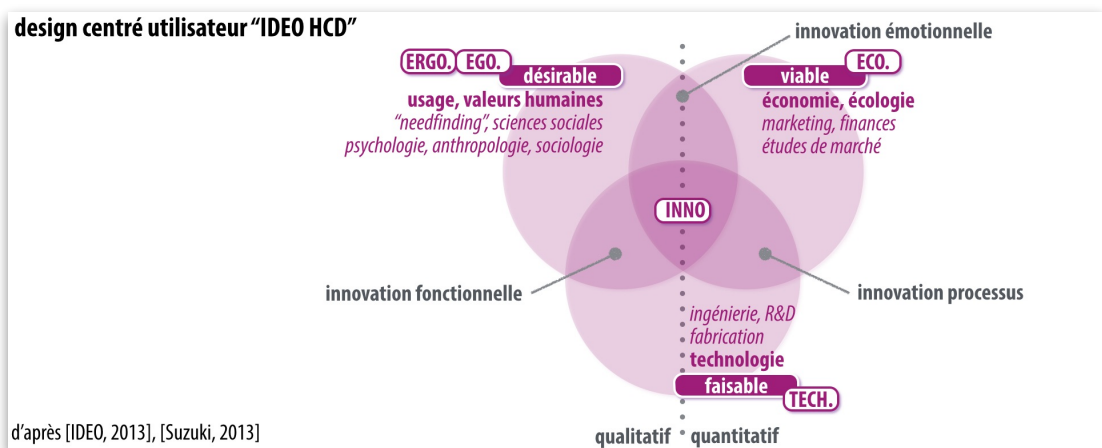 design centré utilisateur “IDEO HCD”
innovation émotionnelle
ERGO. EGO.
désirable
usage, valeurs humaines
“needfinding”, sciences sociales
psychologie, anthropologie, sociologie
ECO.
viable
économie, écologie
marketing, finances
études de marché
INNO
innovation fonctionnelle
innovation processus
ingénierie, R&D
fabrication
technologie
faisable
TECH.
d’après [IDEO, 2013], [Suzuki, 2013]
qualitatif
quantitatif